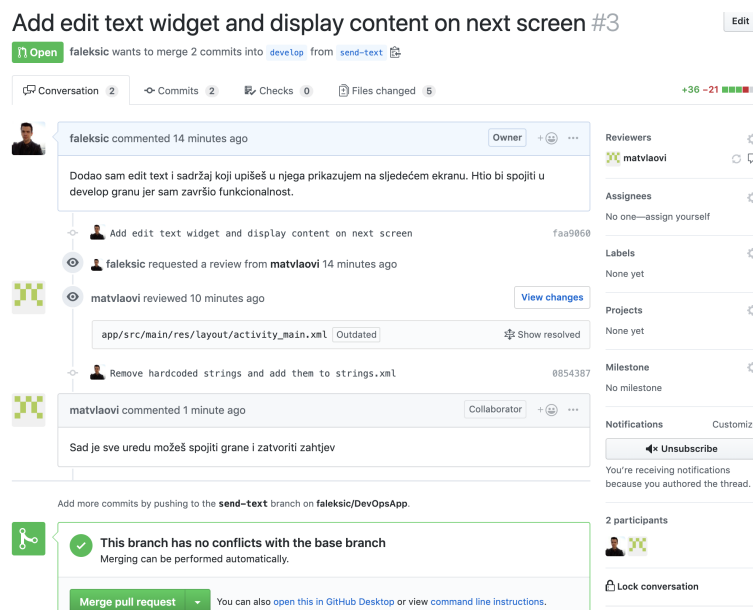 Add edit text widget and display content on next screen #3
Edit
Open faleksic wants to merge 2 commits into develop from send-text
Conversation 2 Commits 2 Checks 0 Files changed 5
+36 −21
faleksic commented 14 minutes ago
Owner
Dodao sam edit text i sadržaj koji upišeš u njega prikazujem na sljedećem ekranu. Htio bi spojiti u
develop granu jer sam završio funkcionalnost.
Add edit text widget and display content on next screen faa9060
faleksic requested a review from matvlaovi 14 minutes ago
matvlaovi reviewed 10 minutes ago
View changes
app/src/main/res/layout/activity_main.xml Outdated
Show resolved
Remove hardcoded strings and add them to strings.xml 0854387
matvlaovi commented 1 minute ago
Collaborator
Sad je sve uredu možeš spojiti grane i zatvoriti zahtjev
Add more commits by pushing to the send-text branch on faleksic/DevOpsApp.
This branch has no conflicts with the base branch
Merging can be performed automatically.
Merge pull request
You can also open this in GitHub Desktop or view command line instructions.
Reviewers
matvlaovi
Assignees
No one—assign yourself
Labels
None yet
Projects
None yet
Milestone
No milestone
Notifications
Customiz
Unsubscribe
You're receiving notifications
because you authored the thread.
2 participants
Lock conversation